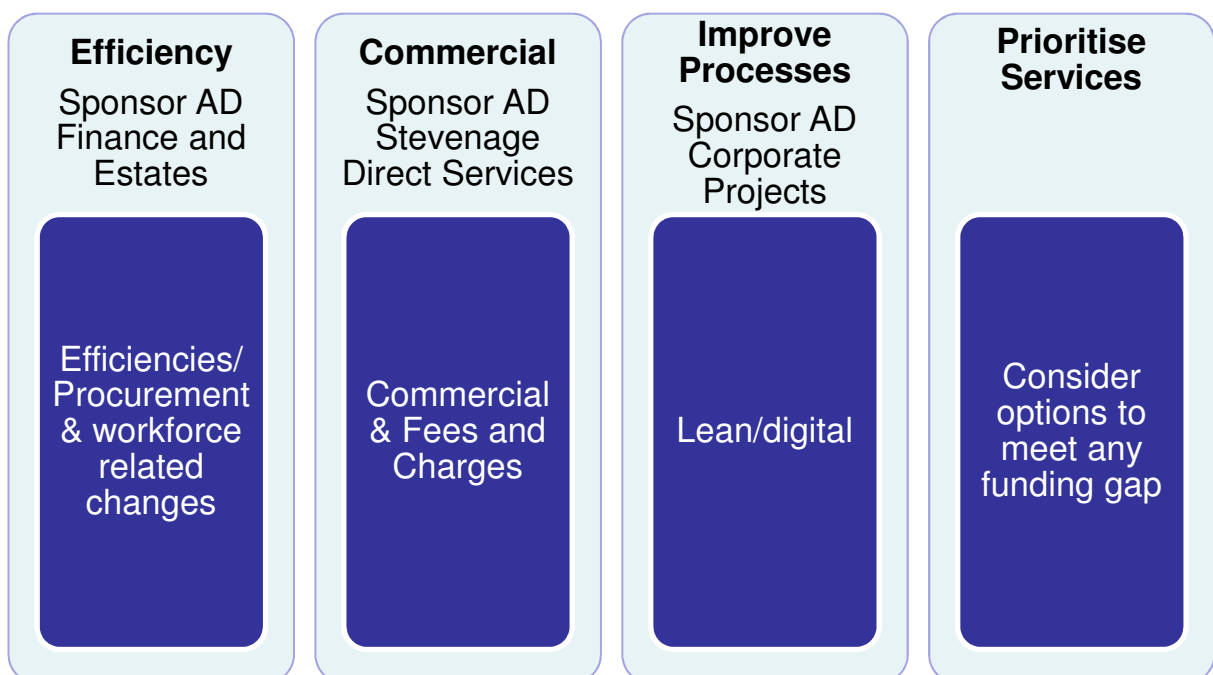 Efficiency
Sponsor AD
Finance and
Estates
Efficiencies/
Procurement
& workforce
related
changes
Commercial
Sponsor AD
Stevenage
Direct Services
Commercial
& Fees and
Charges
Improve
Processes
Sponsor AD
Corporate
Projects
Lean/digital
Prioritise
Services
Consider
options to
meet any
funding gap